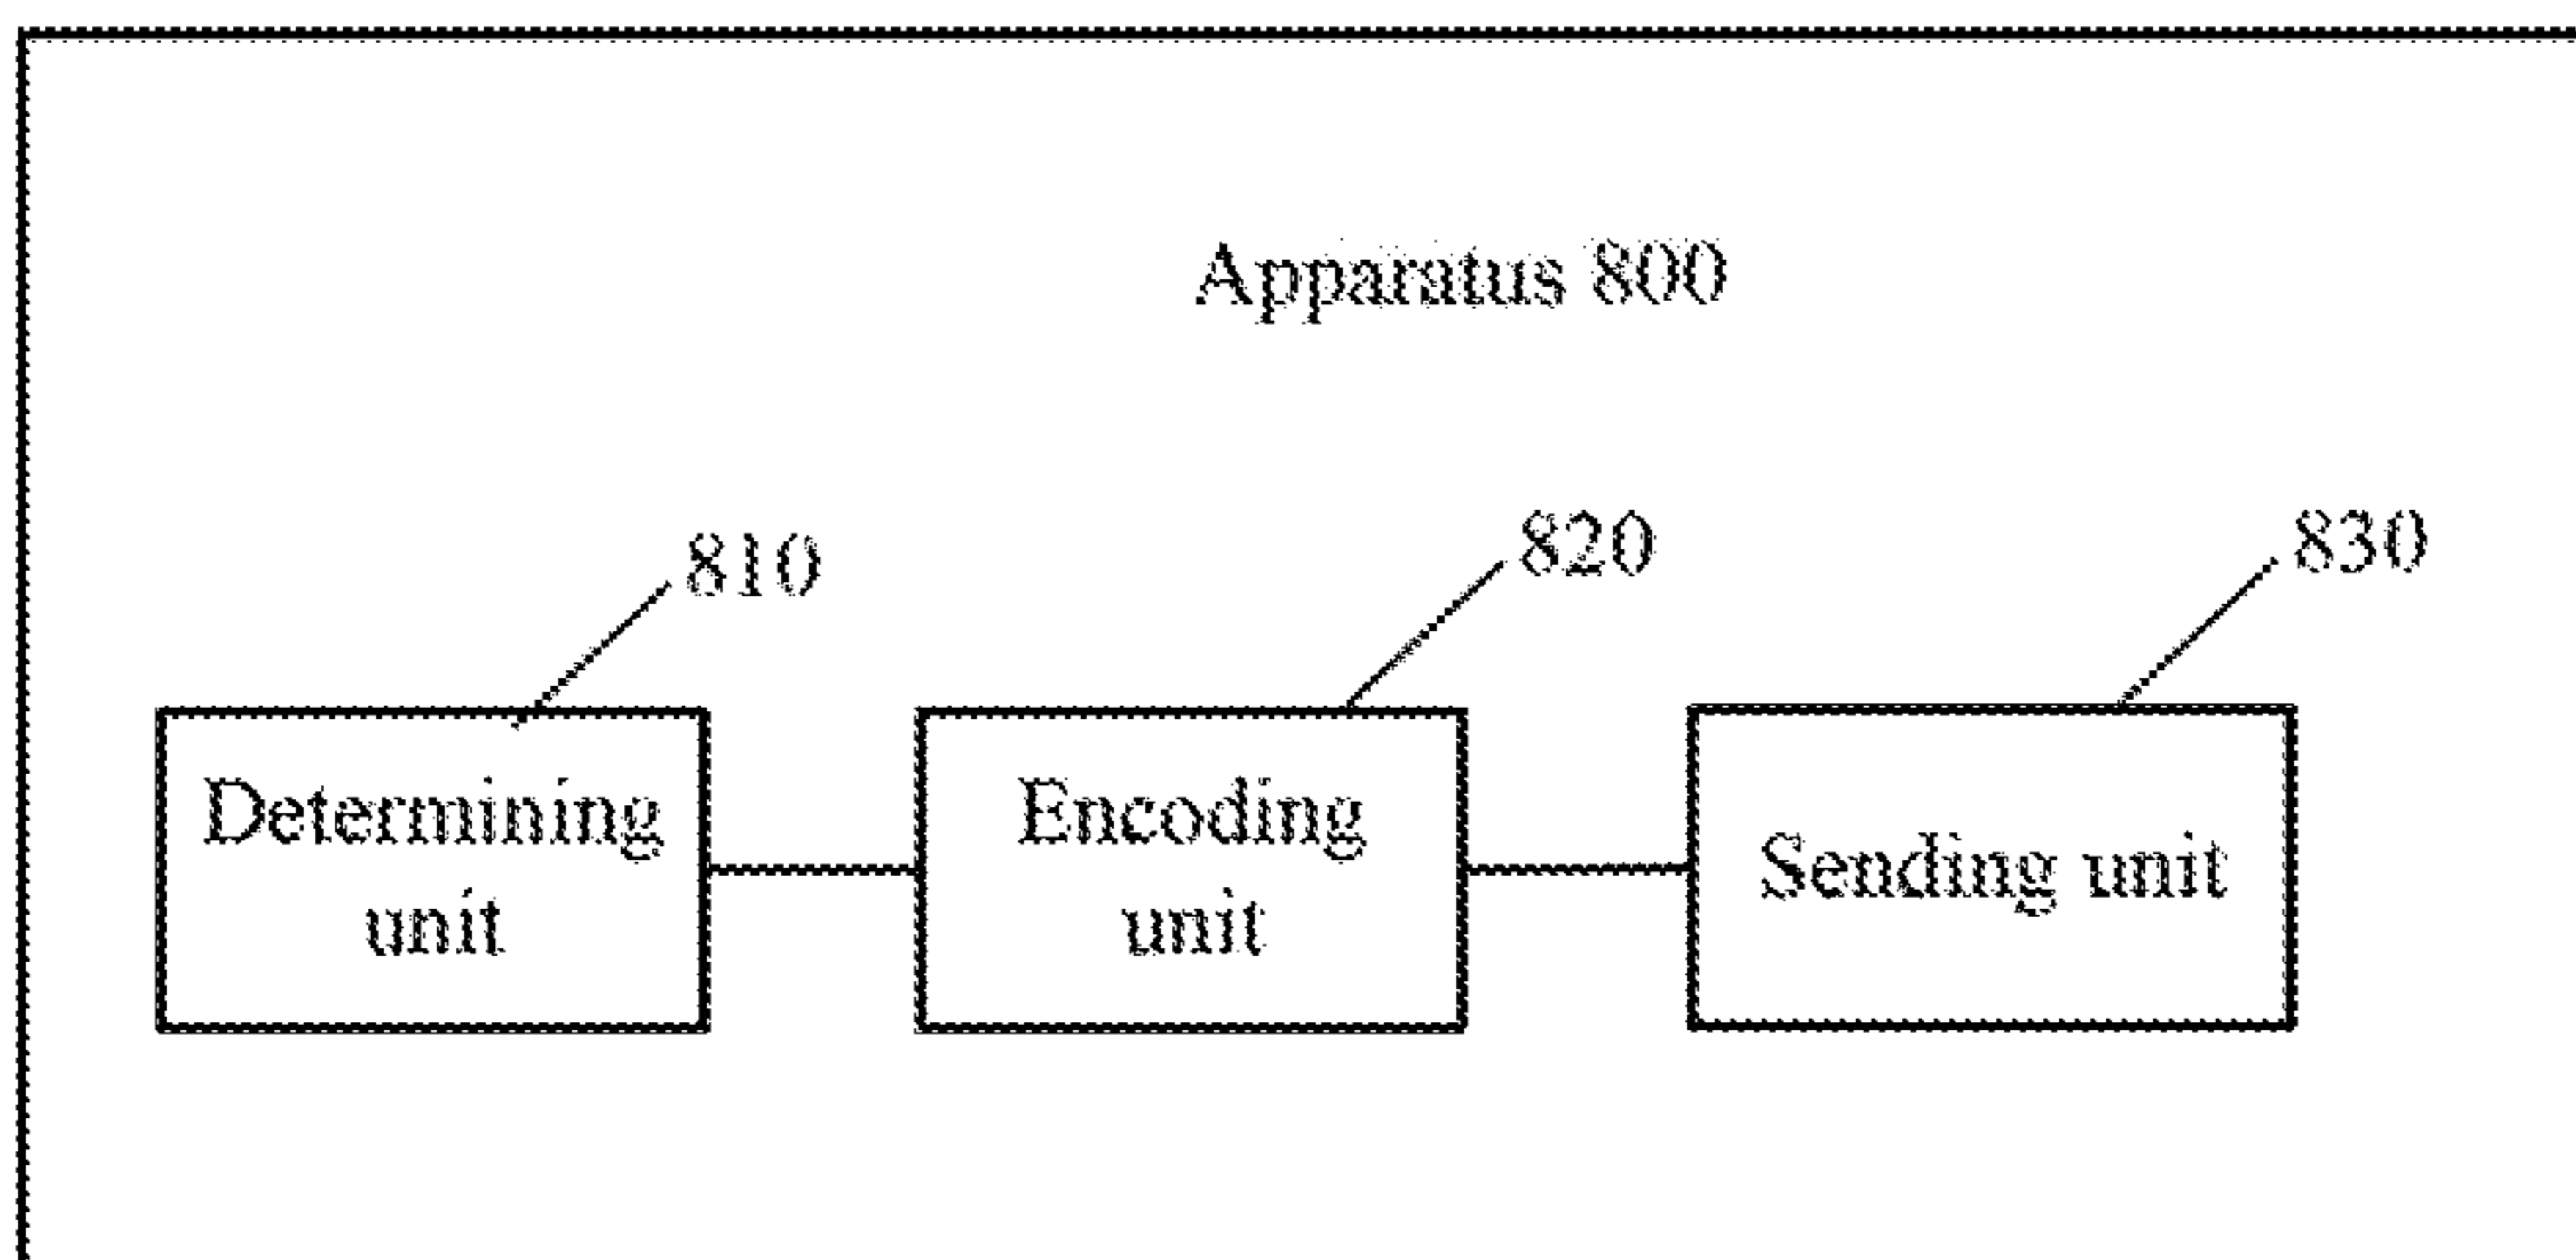 Apparatus 800
810
820
830
Determining
unit
Encoding
unit
Sending unit